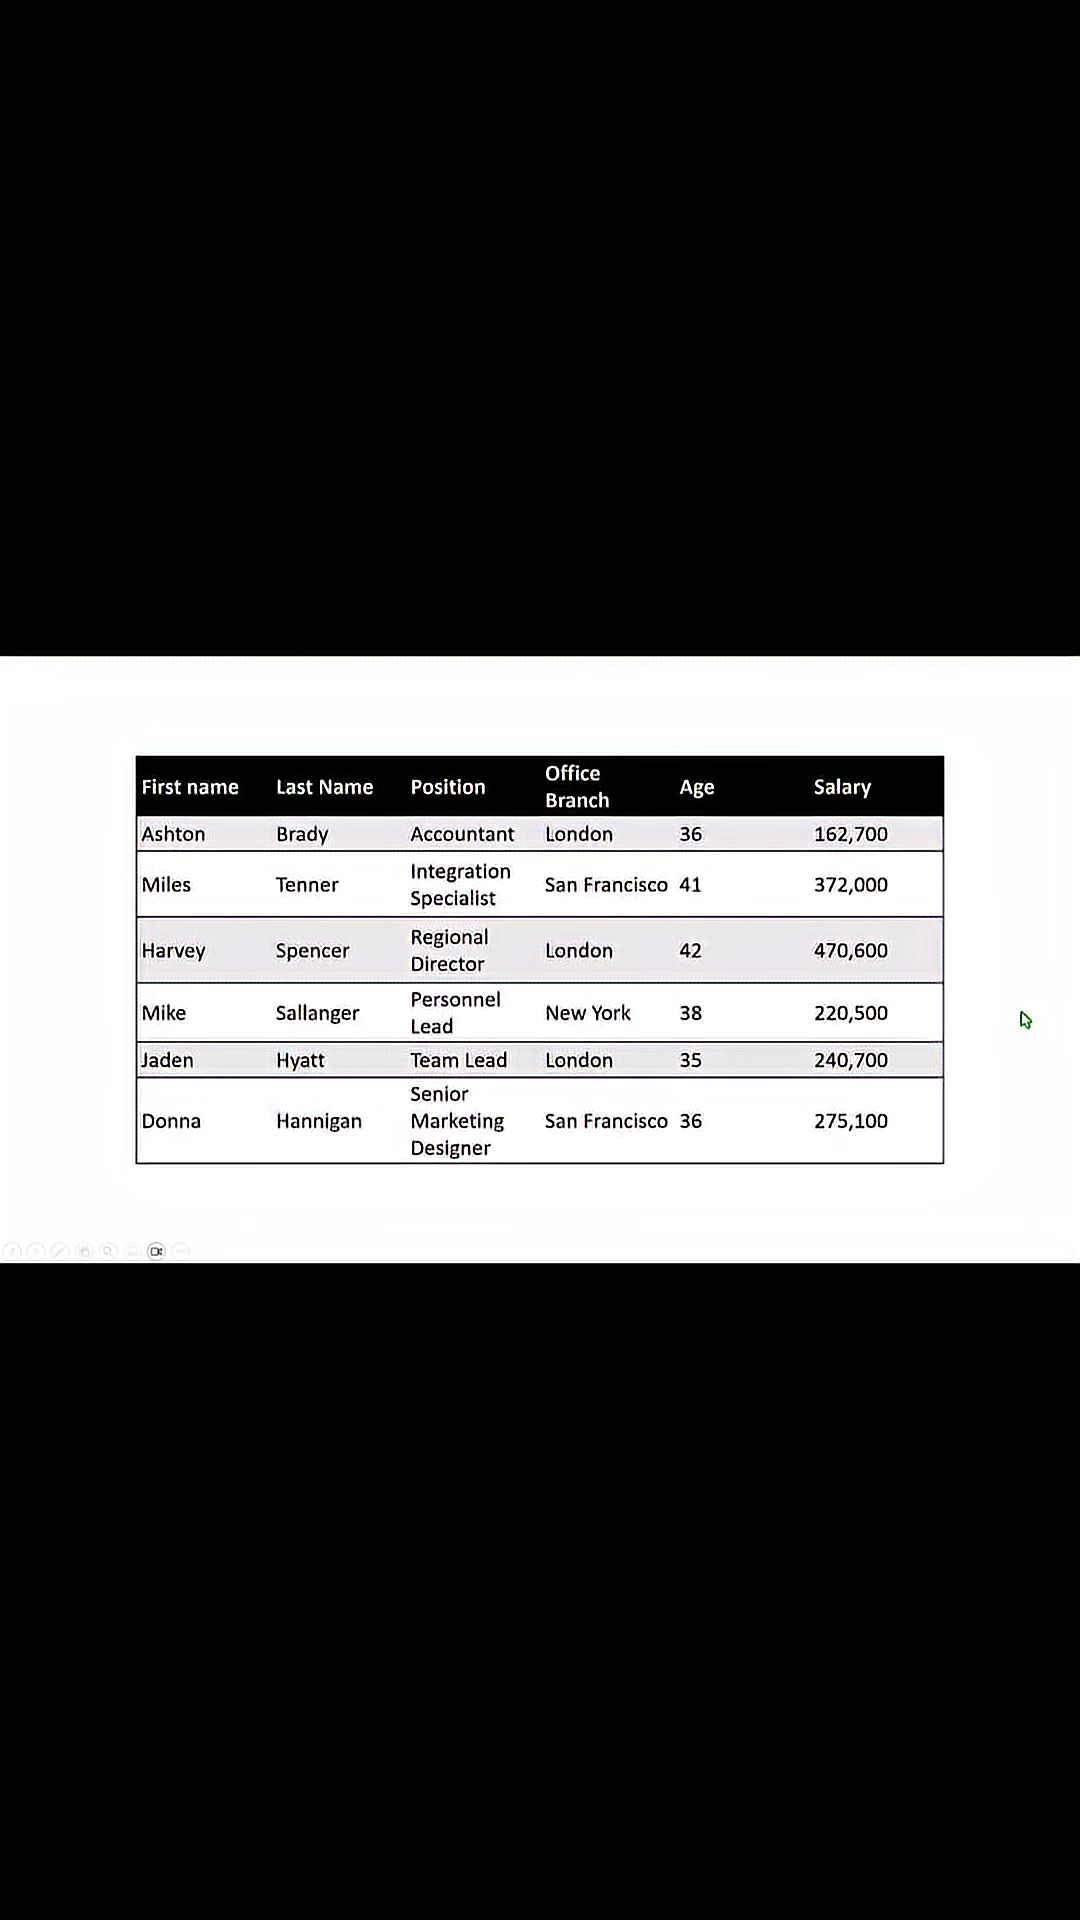 First name Last Name Position Office Branch Age Salary
Ashton Brady Accountant London 36 162,700
Miles Tenner Integration Specialist San Francisco 41 372,000
Harvey Spencer Regional Director London 42 470,600
Mike Sallanger Personnel Lead New York 38 220,500
Jaden Hyatt Team Lead London 35 240,700
Donna Hannigan Senior Marketing Designer San Francisco 36 275,100